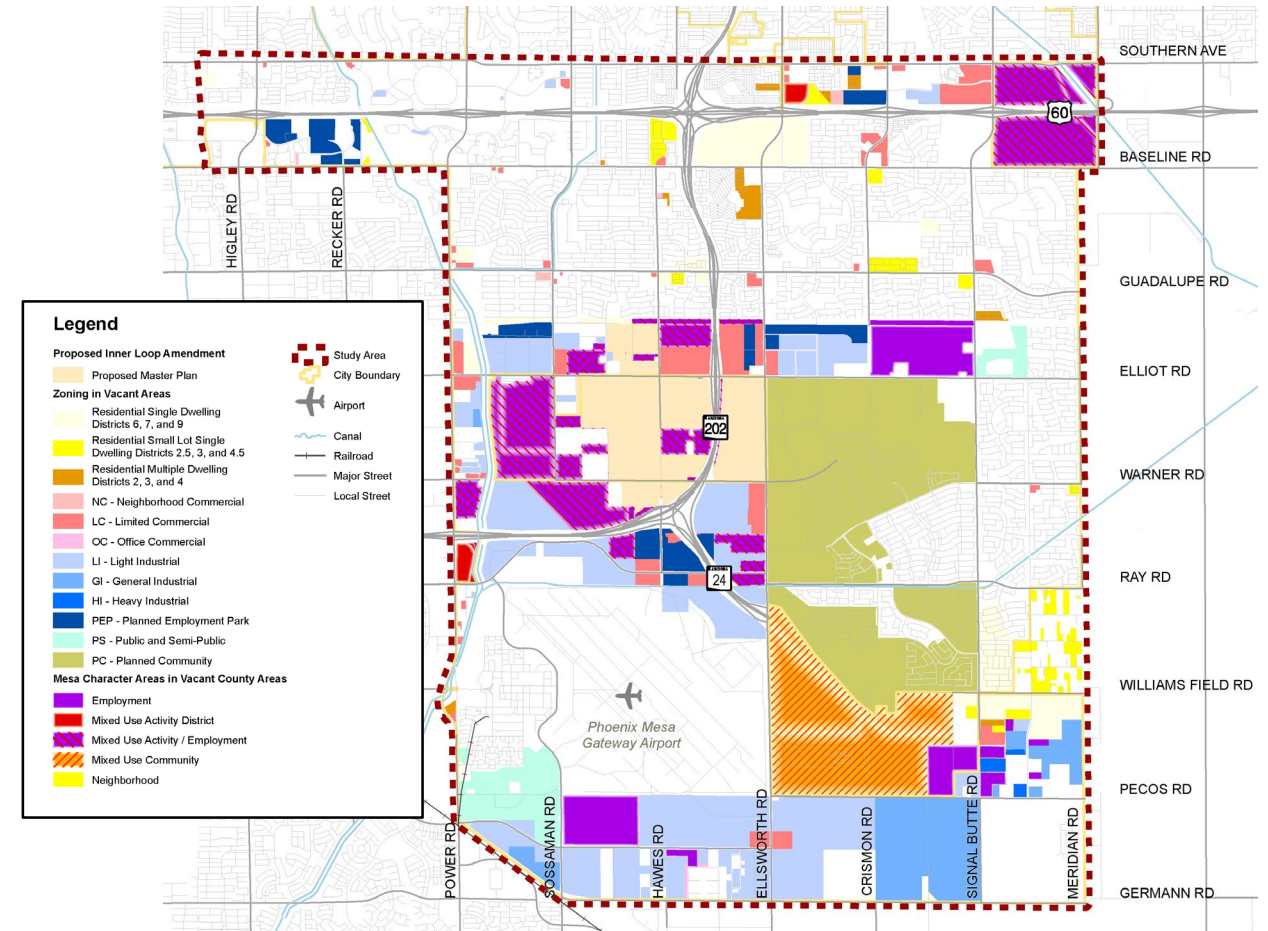 SOUTHERN AVE
60
BASELINE RD
HIGLEY RD
RECKER RD
GUADALUPE RD
ELLIOT RD
ARIZONA
202
WARNER RD
RAY RD
ARIZONA
24
WILLIAMS FIELD RD
Phoenix Mesa
Gateway Airport
PECOS RD
POWER RD
SOSSAMAN RD
HAWES RD
ELLSWORTH RD
CRISMON RD
SIGNAL BUTTE RD
MERIDIAN RD
GERMANN RD
Legend
Proposed Inner Loop Amendment
Proposed Master Plan
Zoning in Vacant Areas
Residential Single Dwelling
Districts 6, 7, and 9
Residential Small Lot Single
Dwelling Districts 2.5, 3, and 4.5
Residential Multiple Dwelling
Districts 2, 3, and 4
NC - Neighborhood Commercial
LC - Limited Commercial
OC - Office Commercial
LI - Light Industrial
GI - General Industrial
HI - Heavy Industrial
PEP - Planned Employment Park
PS - Public and Semi-Public
PC - Planned Community
Mesa Character Areas in Vacant County Areas
Employment
Mixed Use Activity District
Mixed Use Activity / Employment
Mixed Use Community
Neighborhood
Study Area
City Boundary
Airport
Canal
Railroad
Major Street
Local Street